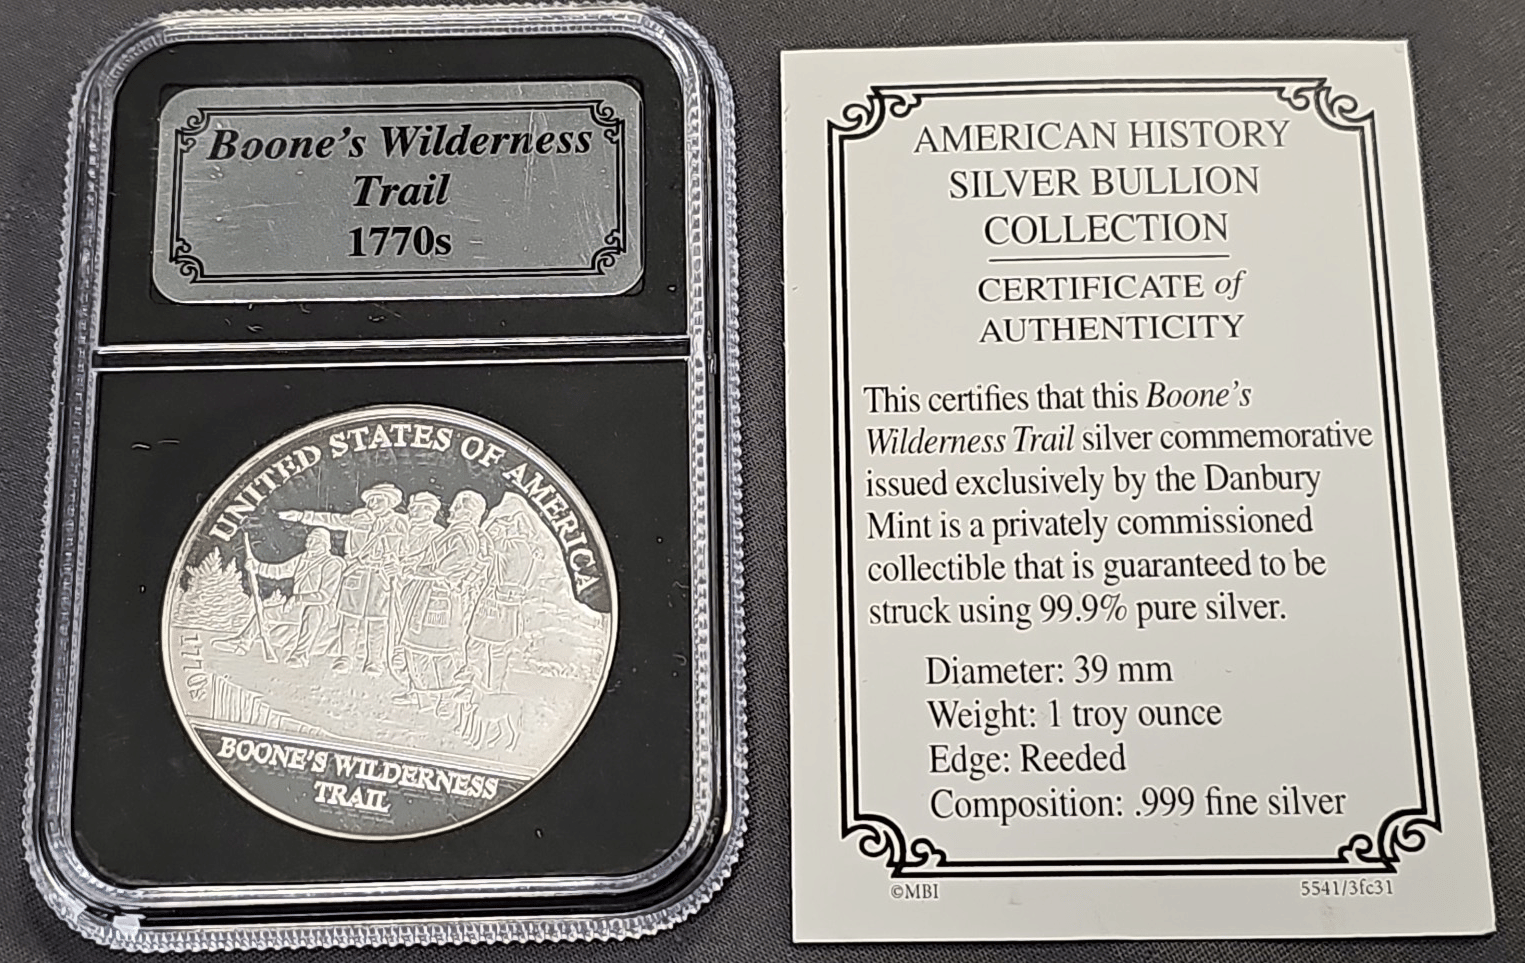 Boone's Wilderness
Trail
1770s
UNITED STATES OF AMERICA
1770s
BOONE'S WILDERNESS
TRAIL
AMERICAN HISTORY
SILVER BULLION
COLLECTION
CERTIFICATE of
AUTHENTICITY
This certifies that this Boone's
Wilderness Trail silver commemorative
issued exclusively by the Danbury
Mint is a privately commissioned
collectible that is guaranteed to be
struck using 99.9% pure silver.
Diameter: 39 mm
Weight: 1 troy ounce
Edge: Reeded
Composition: .999 fine silver
©MBI
5541/3fc31